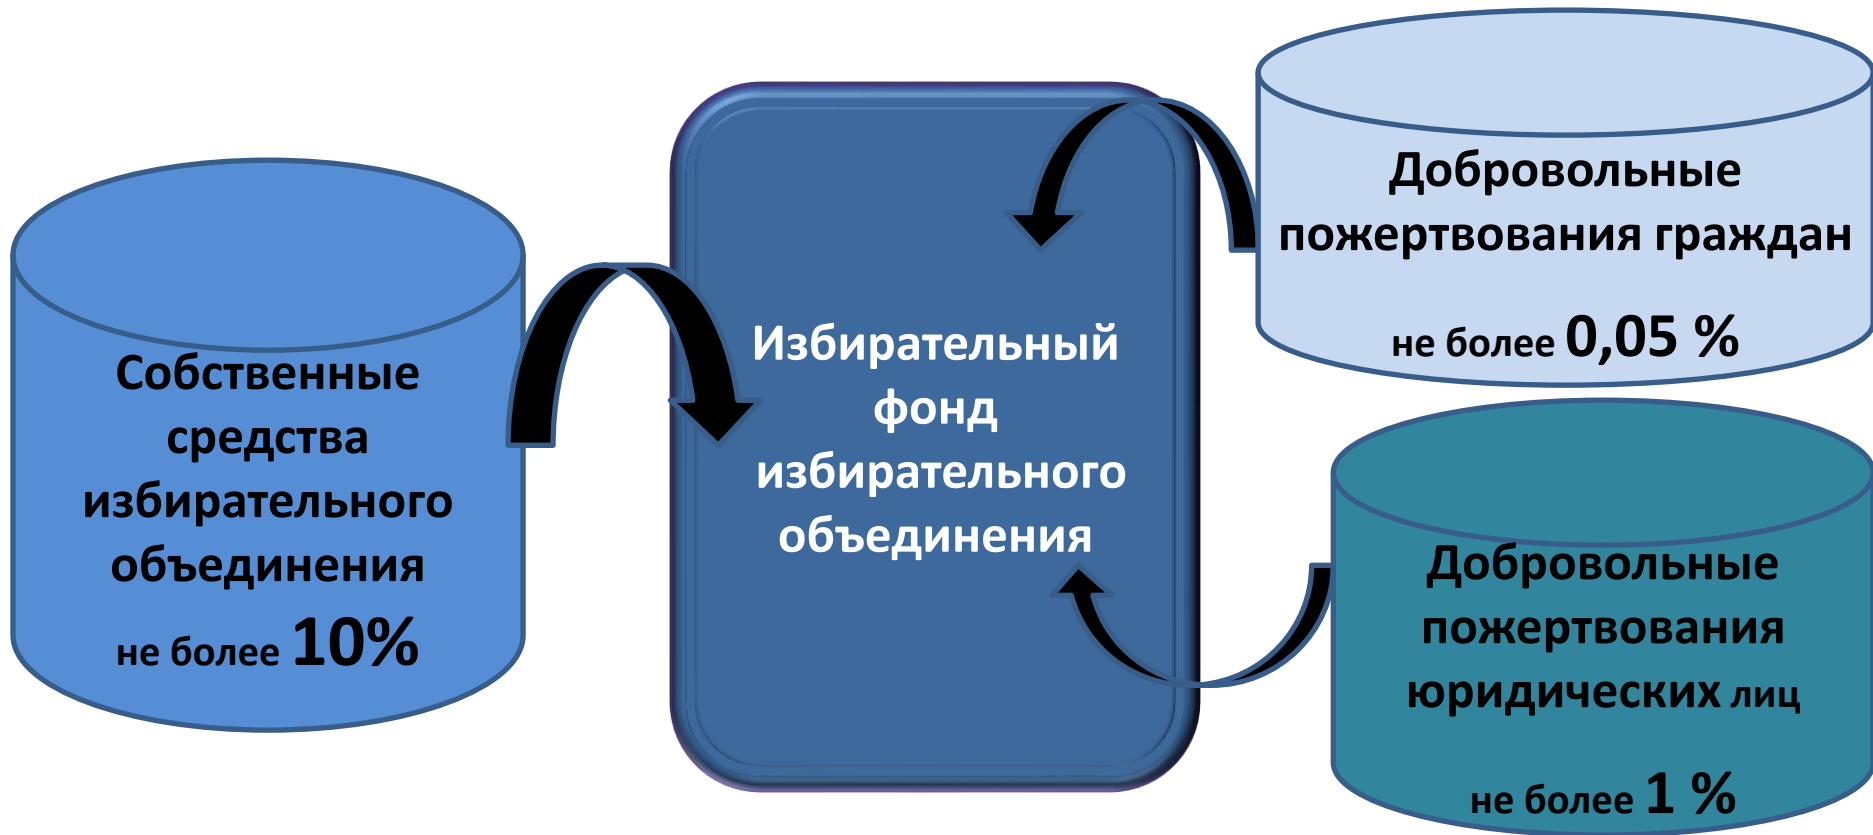 Собственные
средства
избирательного
объединения
не более 10%
Избирательный
фонд
избирательного
объединения
Добровольные
пожертвования граждан
не более 0,05 %
Добровольные
пожертвования
юридических лиц
не более 1 %